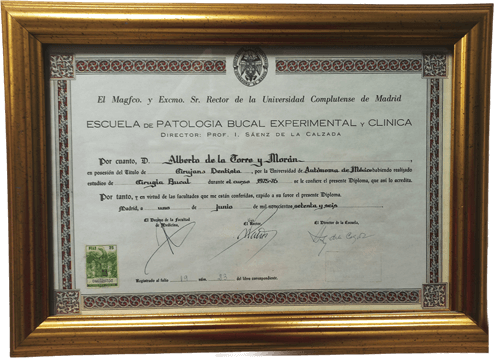 El Magfco. y Excmo. Sr. Rector de la Universidad Complutense de Madrid
ESCUELA DE PATOLOGIA BUCAL EXPERIMENTAL Y CLINICA
DIRECTOR: PROF. I. SÁENZ DE LA CALZADA
Por cuanto, D. Alberto de la Torre y Morán,
en posesión del Título de Cirujano Dentista, por la Universidad de Autónoma de México habiendo realizado
estudios de Cirugía Bucal durante el curso 1975-76 se le confiere el presente Diploma, que así lo acredita.
Por tanto, y en virtud de las facultades que me están conferidas, expido a su favor el presente Diploma.
Madrid, a de junio de mil novecientos setenta y seis
El Decano de la Facultad de Medicina, El Rector, El Director de la Escuela,
Registrado al folio núm. del libro correspondiente.